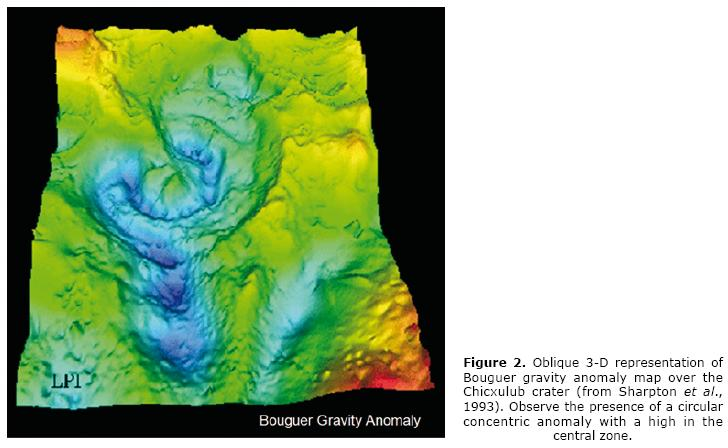 LPI
Bouguer Gravity Anomaly
Figure 2. Oblique 3-D representation of
Bouguer gravity anomaly map over the
Chicxulub crater (from Sharpton et al.,
1993). Observe the presence of a circular
concentric anomaly with a high in the
central zone.